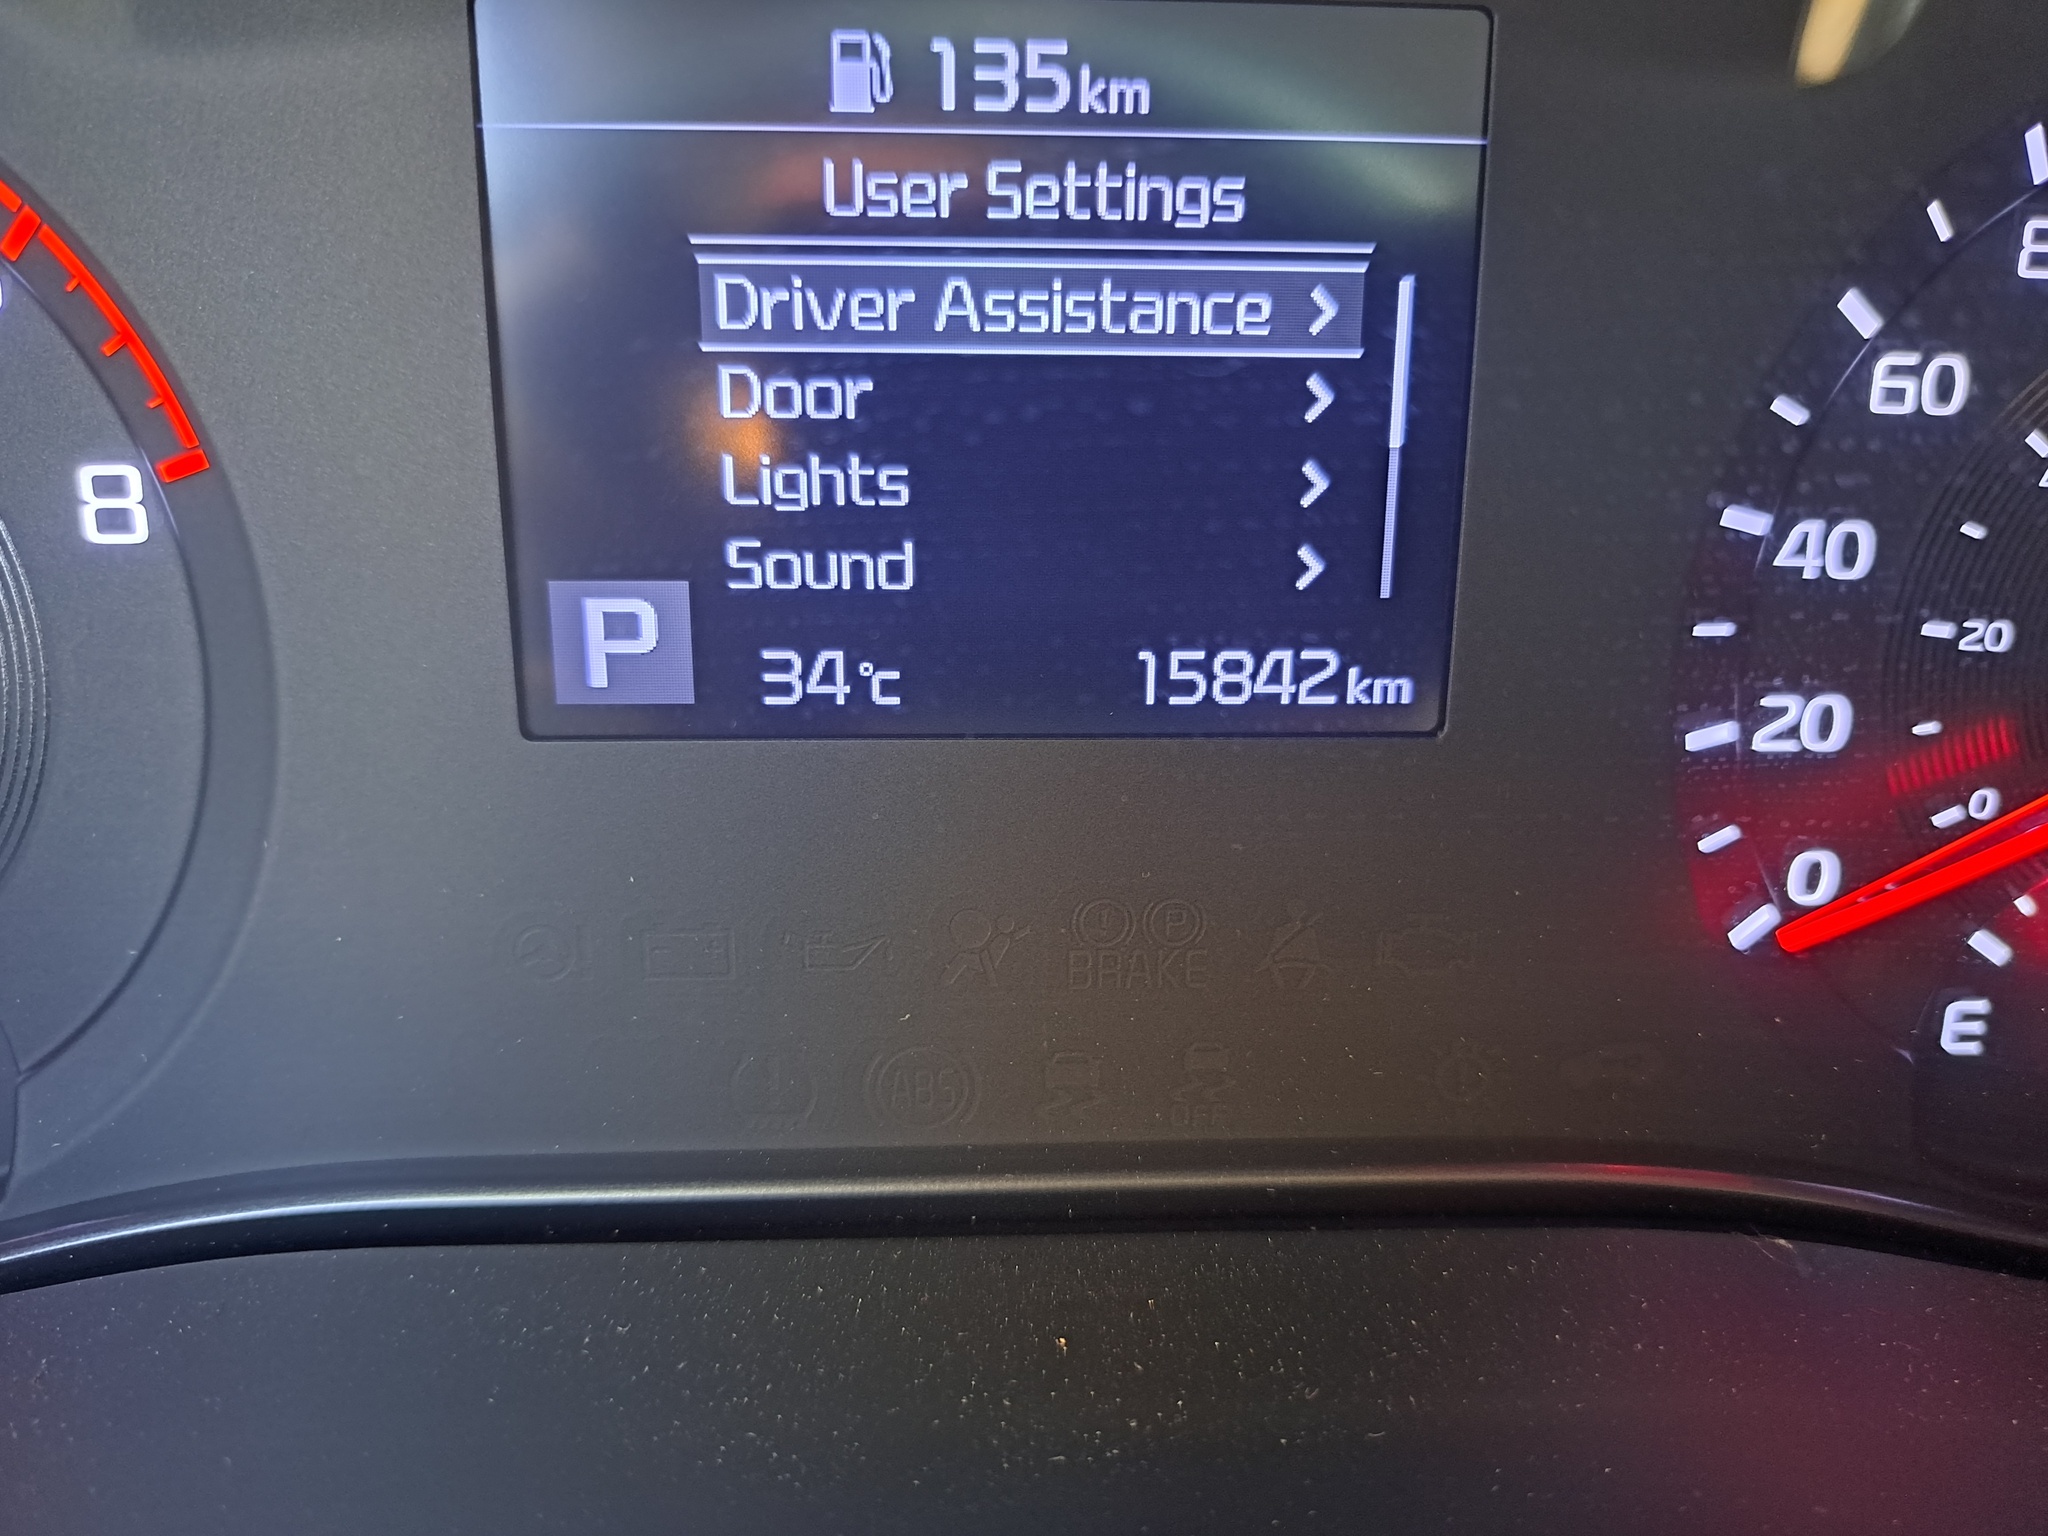 135km
User Settings
Driver Assistance
Door
Lights
Sound
P
34°C
15842km
8
60
40
20
20
0
0
E
BRAKE
P
ABS
OFF